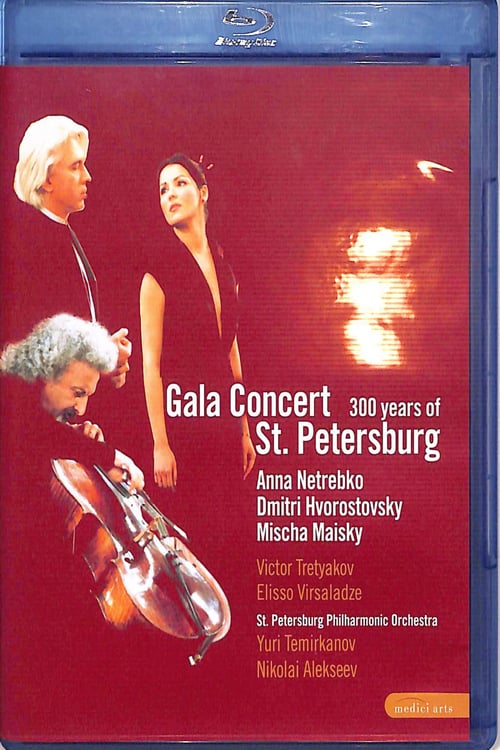 Blu-ray Disc
Gala Concert 300 years of
St. Petersburg
Anna Netrebko
Dmitri Hvorostovsky
Mischa Maisky
Victor Tretyakov
Elisso Virsaladze
St. Petersburg Philharmonic Orchestra
Yuri Temirkanov
Nikolai Alekseev
medici arts